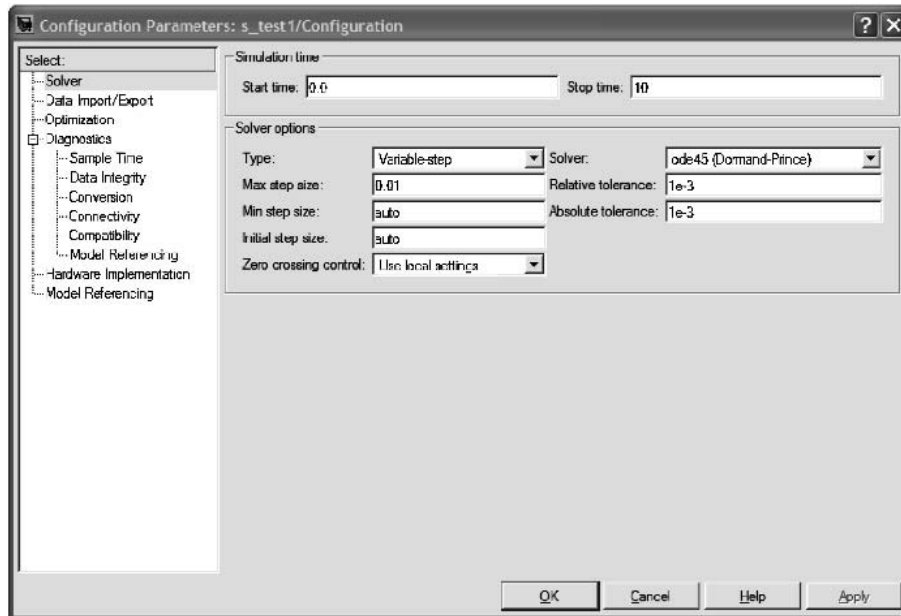 Configuration Parameters: s_test1/Configuration
Select:
Solver
Data Import/Export
Optimization
Diagnostics
Sample Time
Data Integrity
Conversion
Connectivity
Compatibility
Model Referencing
Hardware Implementation
Model Referencing
Simulation time
Start time: 0.0 Stop time: 10
Solver options
Type: Variable-step Solver: ode45 (Dormand-Prince)
Max step size: 0.01 Relative tolerance: 1e-3
Min step size: auto Absolute tolerance: 1e-3
Initial step size: auto
Zero crossing control: Use local settings
OK Cancel Help Apply